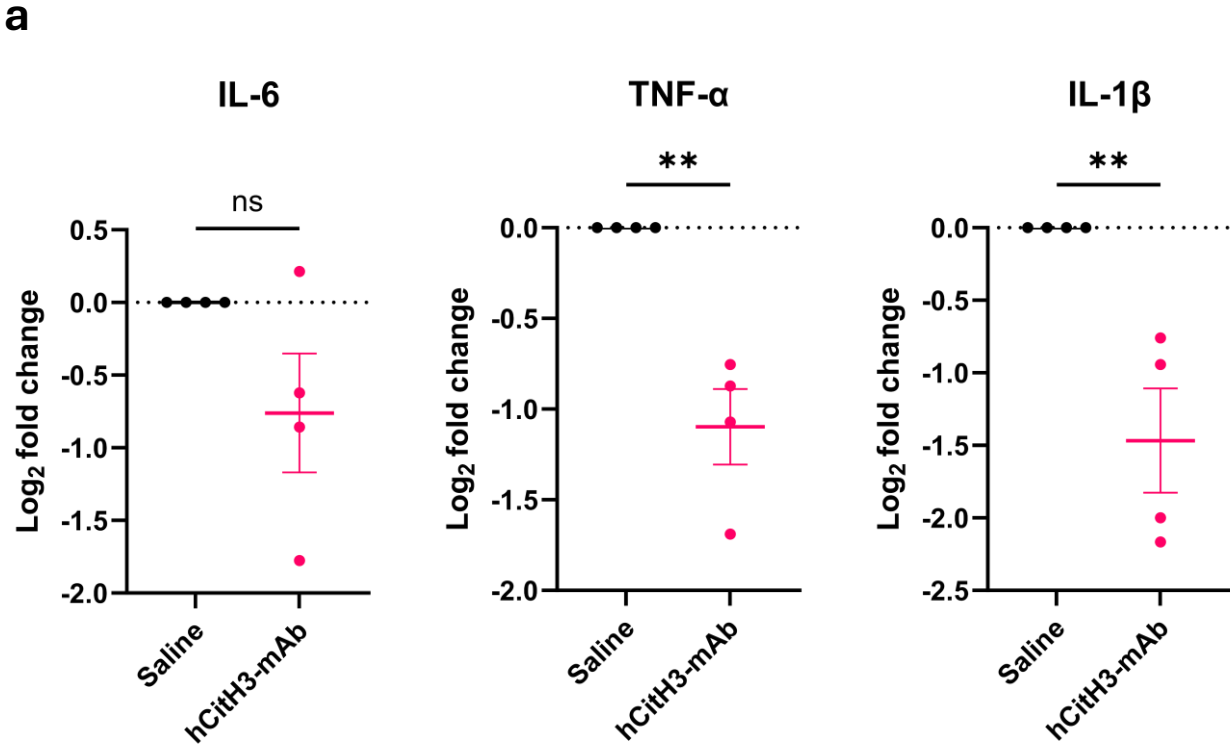 a
IL-6
ns
Log₂ fold change
0.5
0.0
-0.5
-1.0
-1.5
-2.0
Saline
hCitH3-mAb
TNF-α
**
Log₂ fold change
0.0
-0.5
-1.0
-1.5
-2.0
Saline
hCitH3-mAb
IL-1β
**
Log₂ fold change
0.0
-0.5
-1.0
-1.5
-2.0
-2.5
Saline
hCitH3-mAb